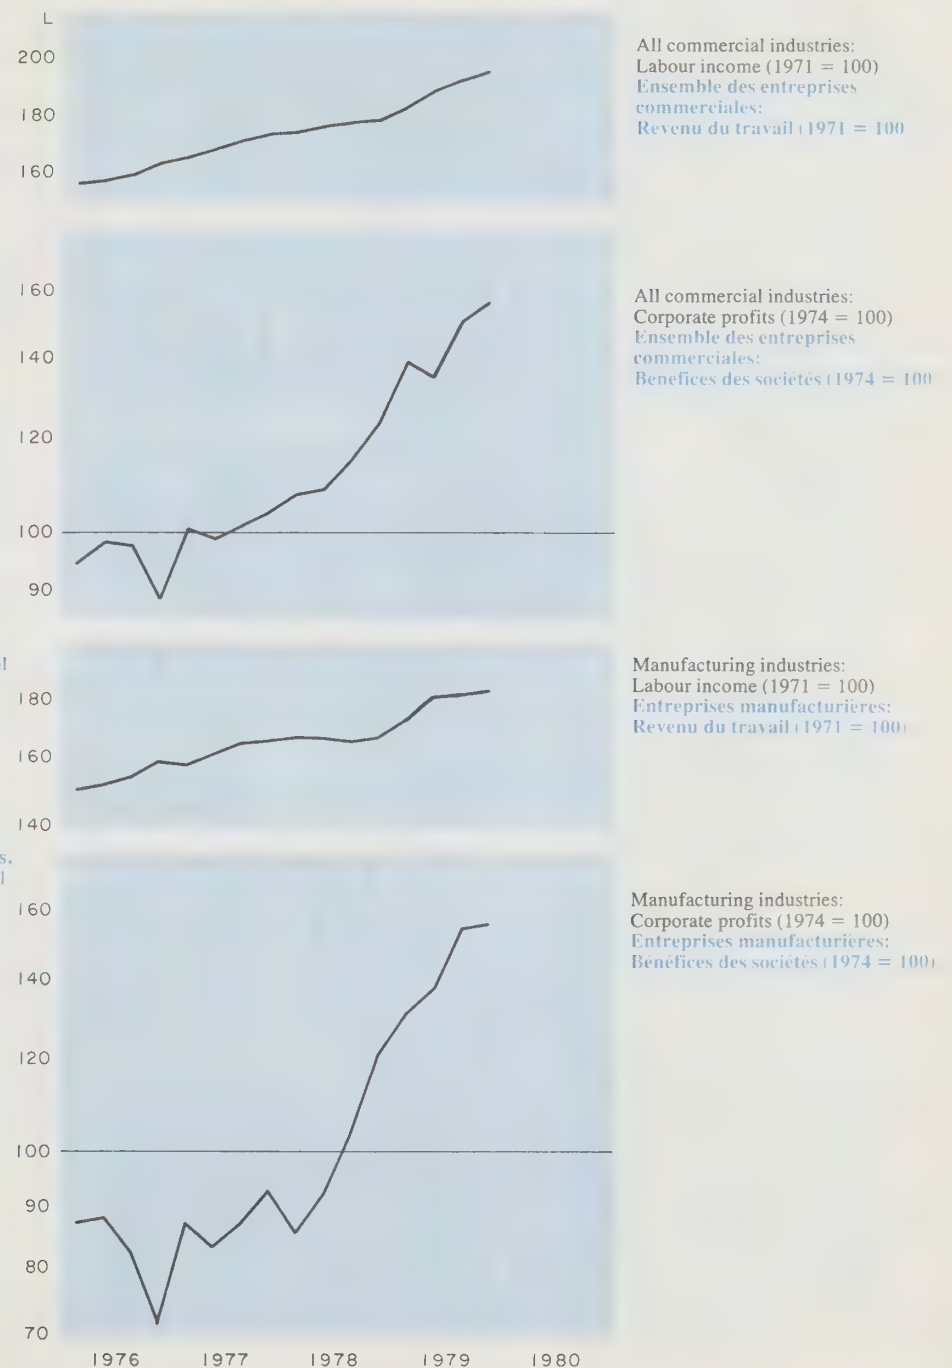 L
200
180
160
All commercial industries:
Labour income (1971 = 100)
Ensemble des entreprises
commerciales:
Revenu du travail (1971 = 100
160
140
120
100
90
All commercial industries:
Corporate profits (1974 = 100)
Ensemble des entreprises
commerciales:
Benefices des sociétés (1974 = 100
el
180
160
140
Manufacturing industries:
Labour income (1971 = 100)
Entreprises manufacturières:
Revenu du travail (1971 = 100)
s,
l
160
140
120
100
90
80
70
Manufacturing industries:
Corporate profits (1974 = 100)
Entreprises manufacturières:
Bénéfices des sociétés (1974 = 100)
1976 1977 1978 1979 1980